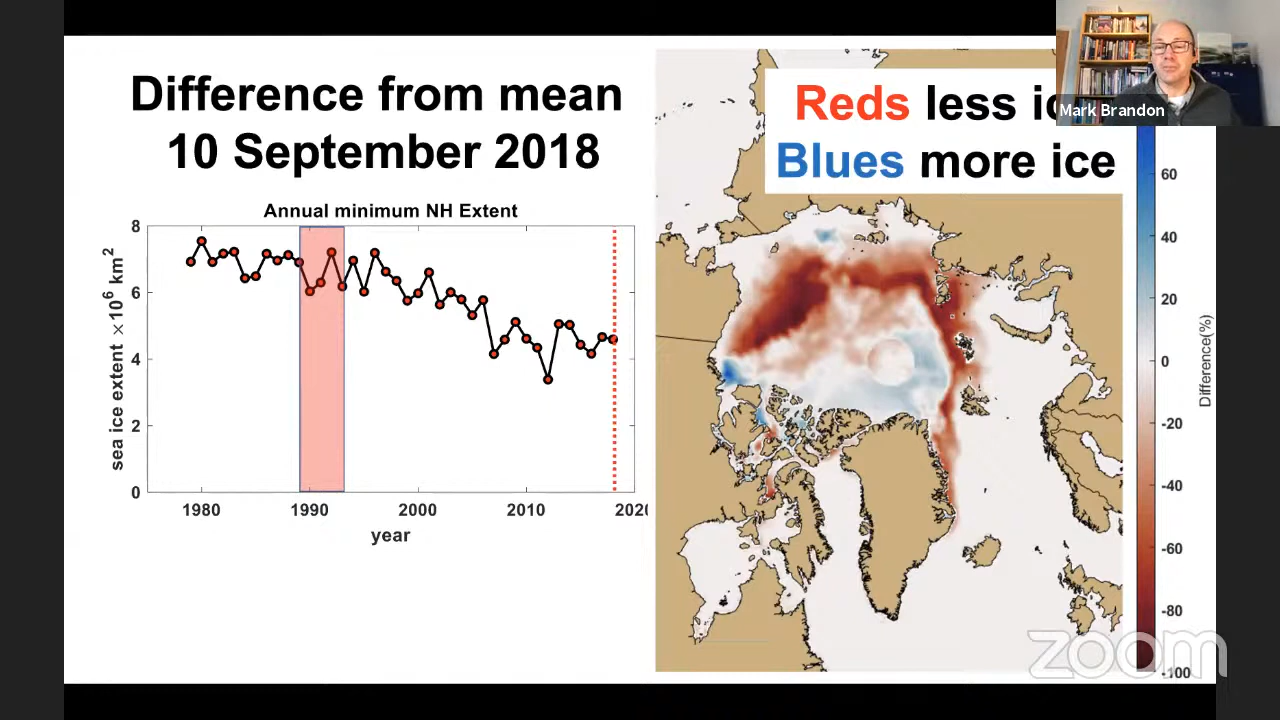 Difference from mean
10 September 2018
Annual minimum NH Extent
8
6
4
2
0
sea ice extent ×10⁶ km²
1980
1990
2000
2010
year
Reds less
Blues more ice
Mark Brandon
60
40
20
0
-20
-40
-60
-80
-100
Difference(%)
zoom